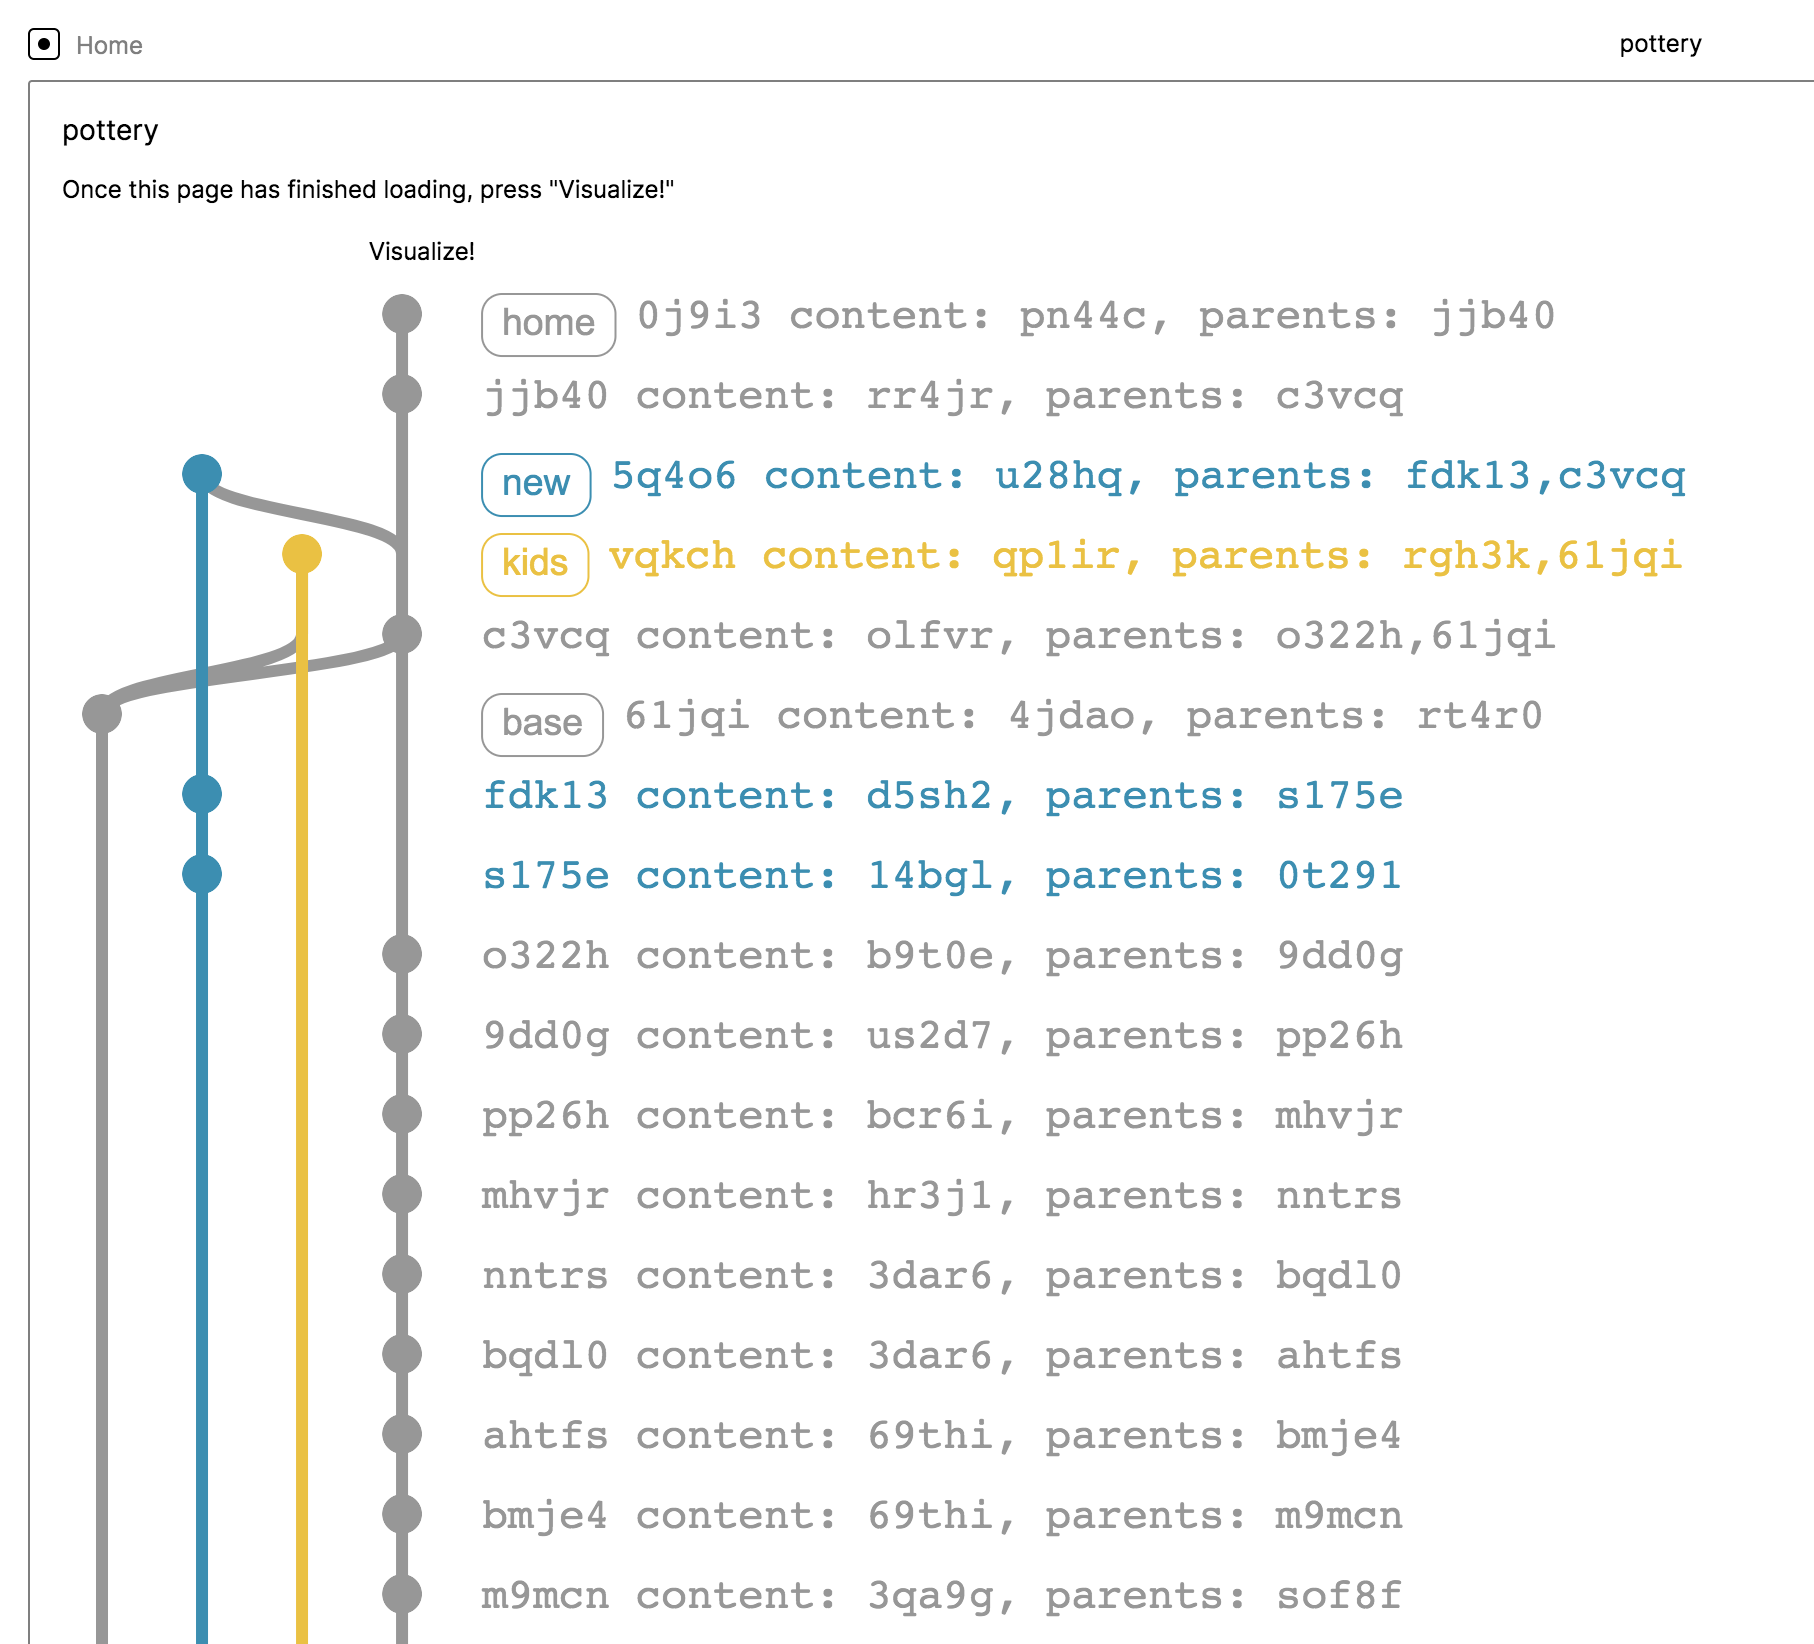 Home
pottery
pottery
Once this page has finished loading, press "Visualize!"
Visualize!
home 0j9i3 content: pn44c, parents: jjb40
jjb40 content: rr4jr, parents: c3vcq
new 5q4o6 content: u28hq, parents: fdk13,c3vcq
kids vqkch content: qp1ir, parents: rgh3k,61jqi
c3vcq content: olfvr, parents: o322h,61jqi
base 61jqi content: 4jdao, parents: rt4r0
fdk13 content: d5sh2, parents: s175e
s175e content: 14bgl, parents: 0t291
o322h content: b9t0e, parents: 9dd0g
9dd0g content: us2d7, parents: pp26h
pp26h content: bcr6i, parents: mhvjr
mhvjr content: hr3j1, parents: nntrs
nntrs content: 3dar6, parents: bqdl0
bqdl0 content: 3dar6, parents: ahtfs
ahtfs content: 69thi, parents: bmje4
bmje4 content: 69thi, parents: m9mcn
m9mcn content: 3qa9g, parents: sof8f